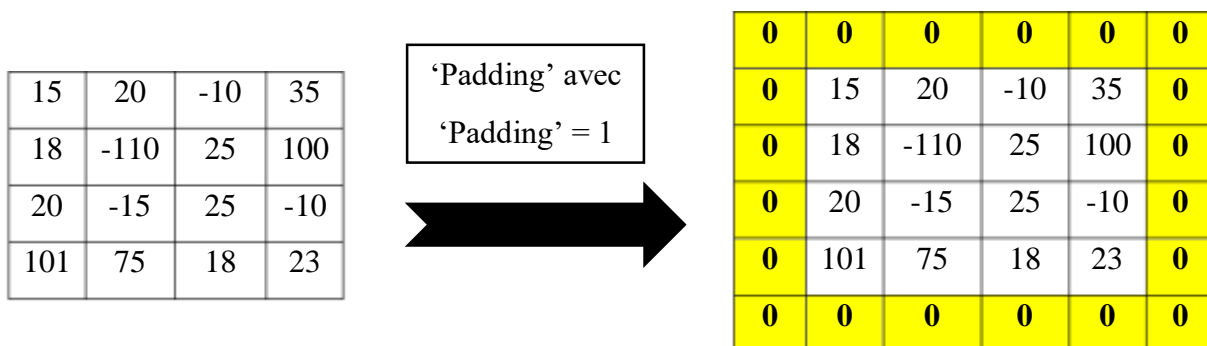 15 20 -10 35
18 -110 25 100
20 -15 25 -10
101 75 18 23
‘Padding’ avec
‘Padding’ = 1
0 0 0 0 0 0
0 15 20 -10 35 0
0 18 -110 25 100 0
0 20 -15 25 -10 0
0 101 75 18 23 0
0 0 0 0 0 0